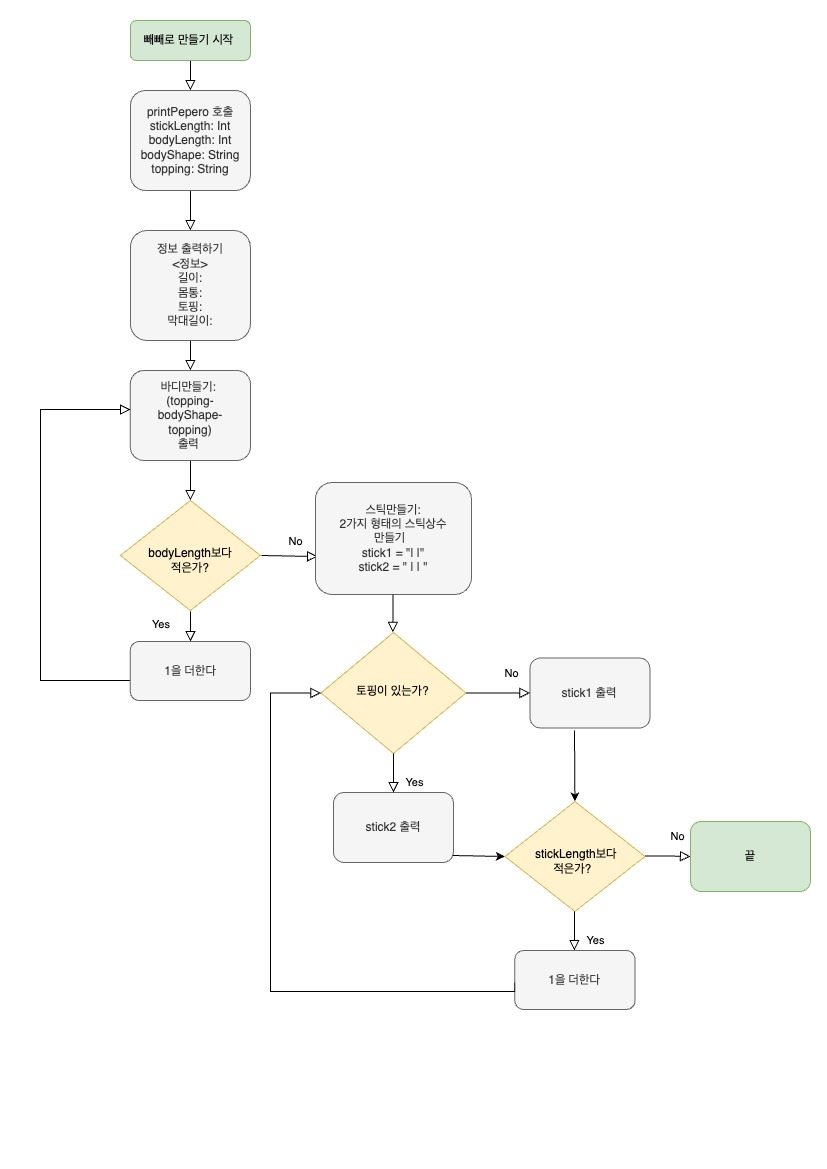 빼빼로 만들기 시작
printPepero 호출
stickLength: Int
bodyLength: Int
bodyShape: String
topping: String
정보 출력하기
<정보>
길이:
몸통:
토핑:
막대길이:
바디만들기:
(topping-
bodyShape-
topping)
출력
bodyLength보다
적은가?
No
Yes
1을 더한다
스틱만들기:
2가지 형태의 스틱상수
만들기
stick1 = "| |"
stick2 = " | | "
토핑이 있는가?
No
stick1 출력
Yes
stick2 출력
stickLength보다
적은가?
No
끝
Yes
1을 더한다